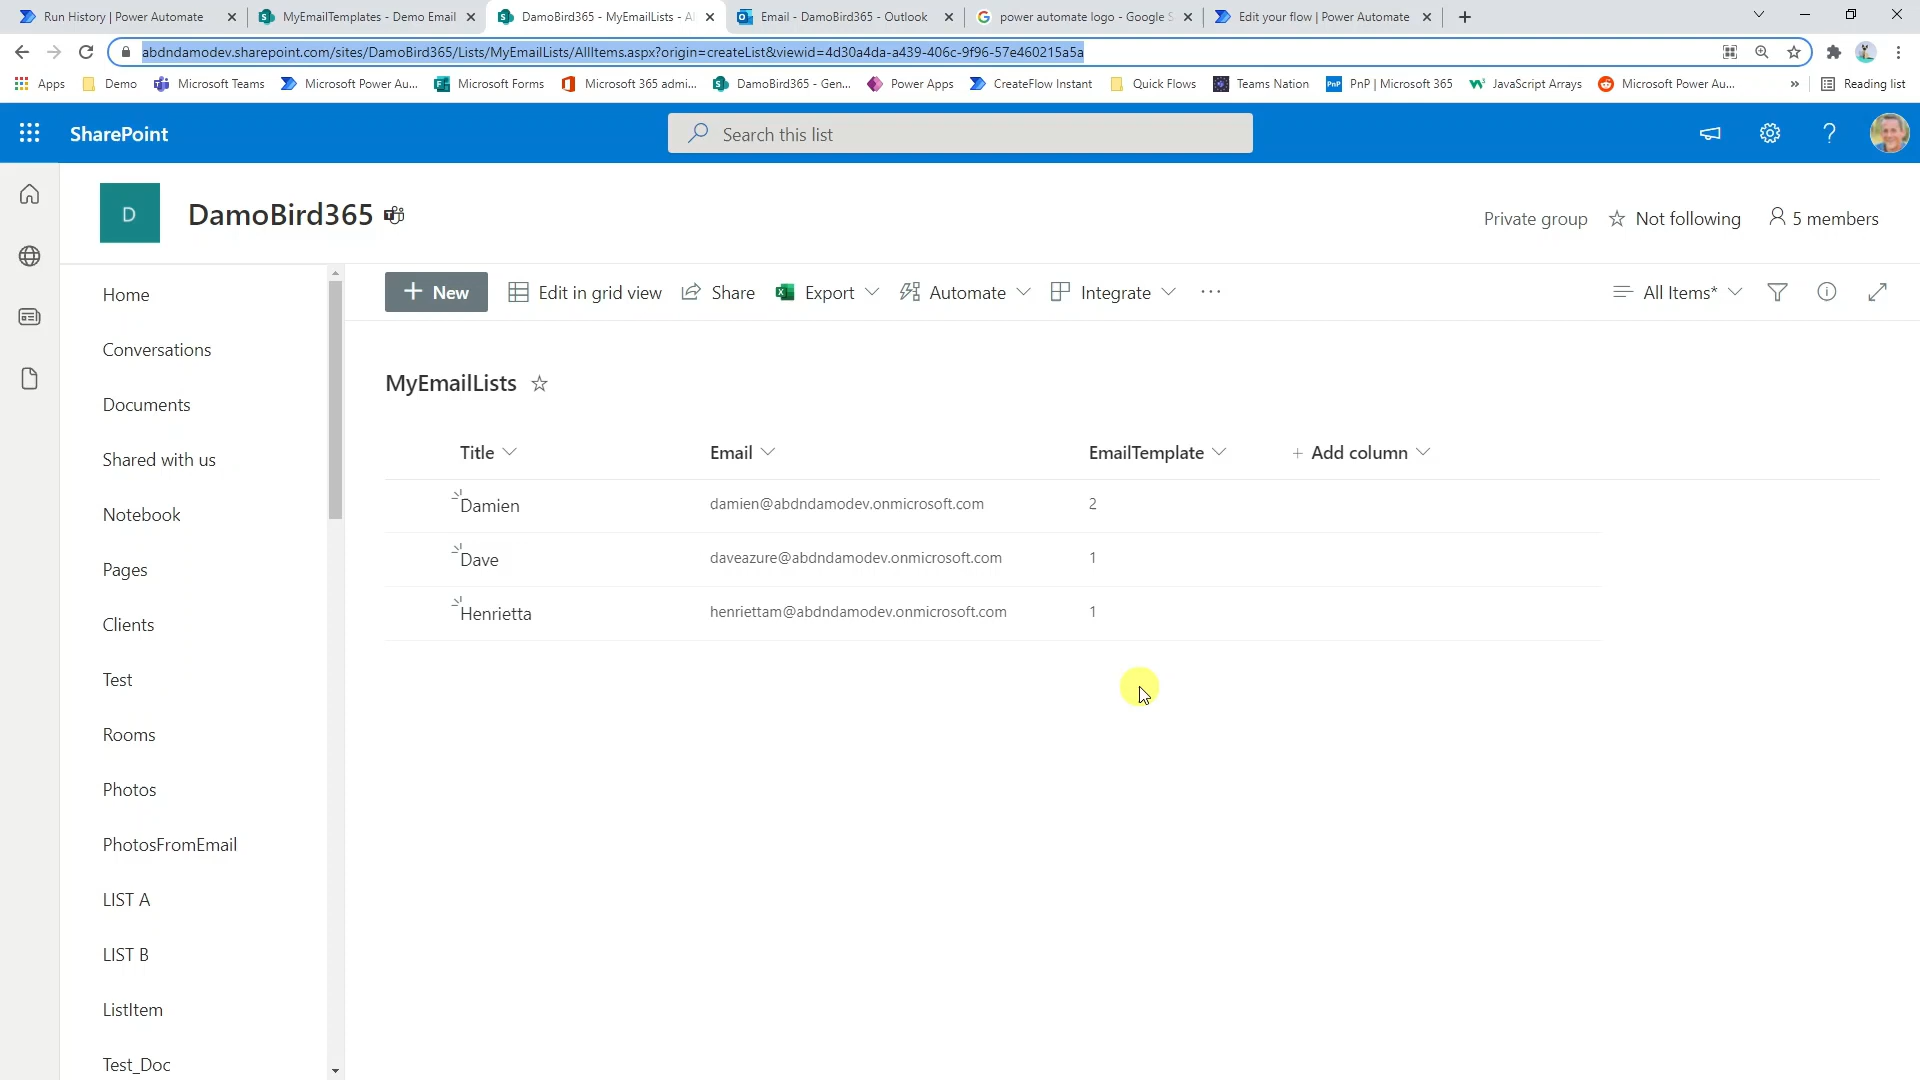 Run History | Power Automate
MyEmailTemplates - Demo Email
DamoBird365 - MyEmailLists - Al
Email - DamoBird365 - Outlook
power automate logo - Google S
Edit your flow | Power Automate
abdndamodev.sharepoint.com/sites/DamoBird365/Lists/MyEmailLists/AllItems.aspx?origin=createList&viewid=4d30a4da-a439-406c-9f96-57e460215a5a
Apps
Demo
Microsoft Teams
Microsoft Power Au...
Microsoft Forms
Microsoft 365 admi...
DamoBird365 - Gen...
Power Apps
CreateFlow Instant
Quick Flows
Teams Nation
PnP | Microsoft 365
JavaScript Arrays
Microsoft Power Au...
Reading list
SharePoint
Search this list
D
DamoBird365
Private group
Not following
5 members
Home
Conversations
Documents
Shared with us
Notebook
Pages
Clients
Test
Rooms
Photos
PhotosFromEmail
LIST A
LIST B
ListItem
Test_Doc
+ New
Edit in grid view
Share
Export
Automate
Integrate
...
All Items*
MyEmailLists
Title Email EmailTemplate + Add column
Damien damien@abdndamodev.onmicrosoft.com 2
Dave daveazure@abdndamodev.onmicrosoft.com 1
Henrietta henriettam@abdndamodev.onmicrosoft.com 1